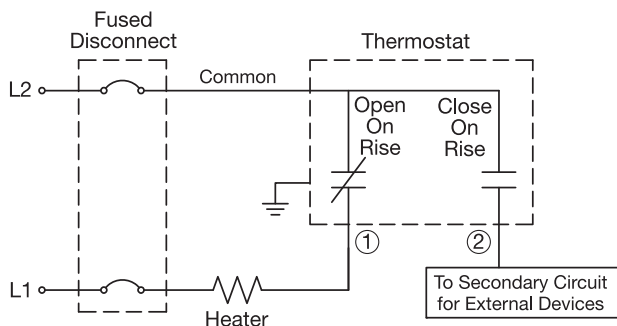 Fused
Disconnect
Thermostat
L2
Common
Open
On
Rise
Close
On
Rise
①
②
L1
Heater
To Secondary Circuit
for External Devices